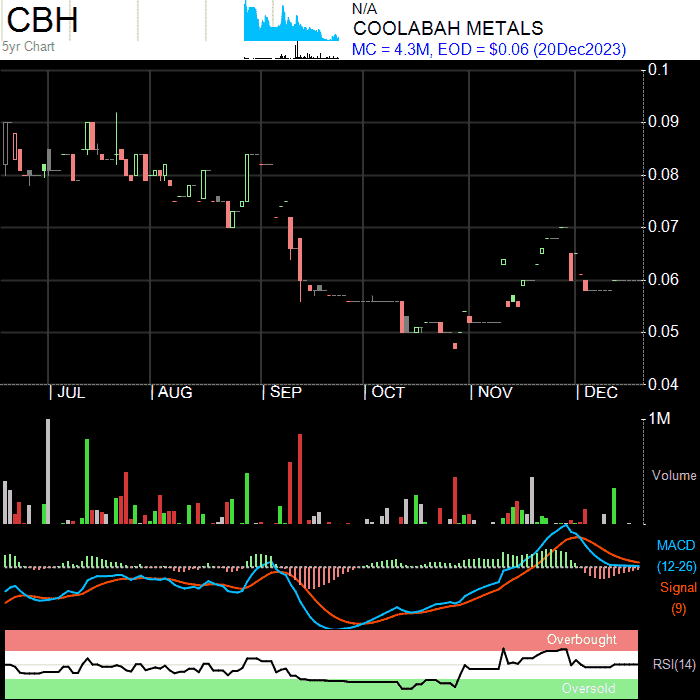 CBH
5yr Chart
N/A
COOLABAH METALS
MC = 4.3M, EOD = $0.06 (20Dec2023)
0.1
0.09
0.08
0.07
0.06
0.05
0.04
| JUL | AUG | SEP | OCT | NOV | DEC
1M
Volume
MACD
(12-26)
Signal
(9)
Overbought
RSI(14)
Oversold